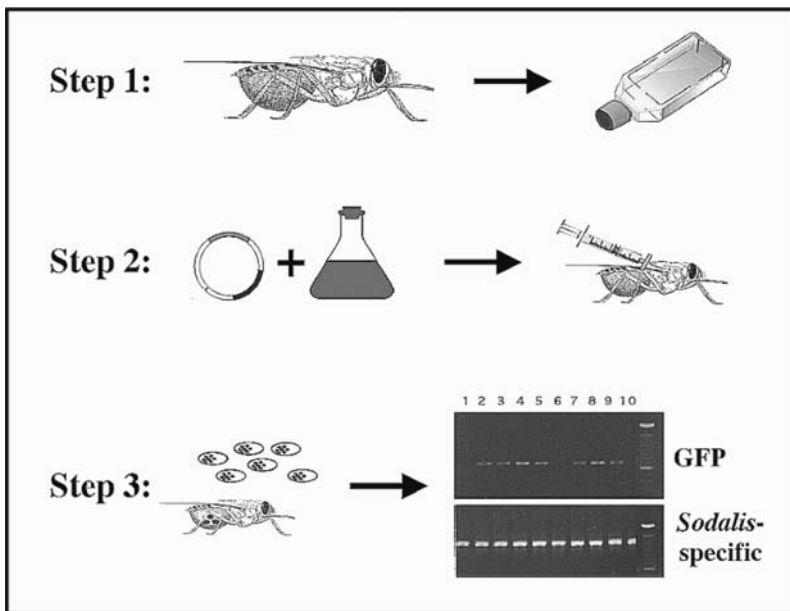 Step 1:
Step 2:
Step 3:
1 2 3 4 5 6 7 8 9 10
GFP
Sodalis-
specific